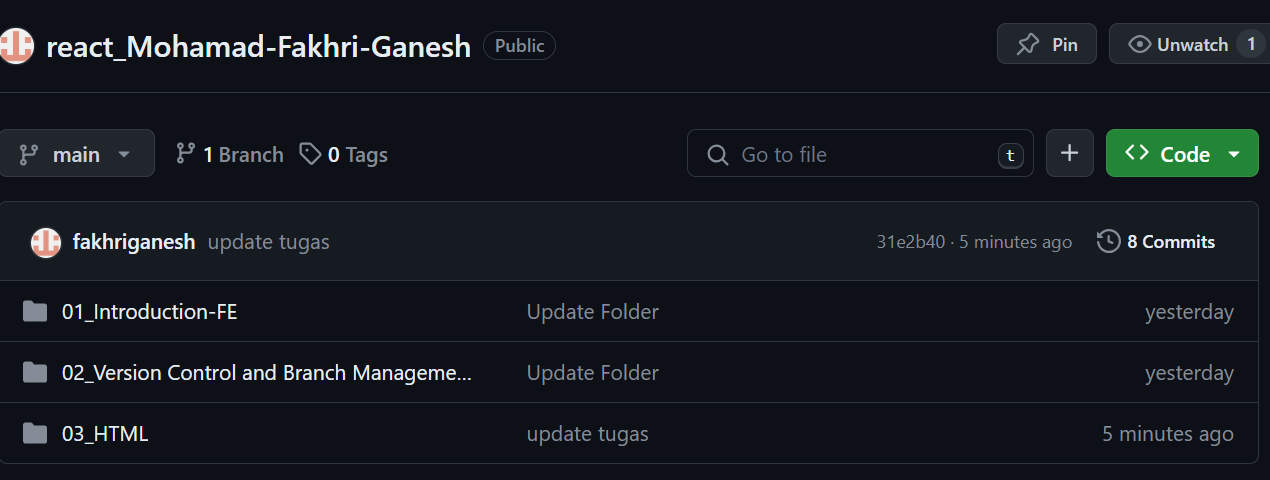 react_Mohamad-Fakhri-Ganesh Public Pin Unwatch 1
main 1 Branch 0 Tags Go to file t Code
fakhriganesh update tugas 31e2b40 · 5 minutes ago 8 Commits
01_Introduction-FE Update Folder yesterday
02_Version Control and Branch Manageme... Update Folder yesterday
03_HTML update tugas 5 minutes ago